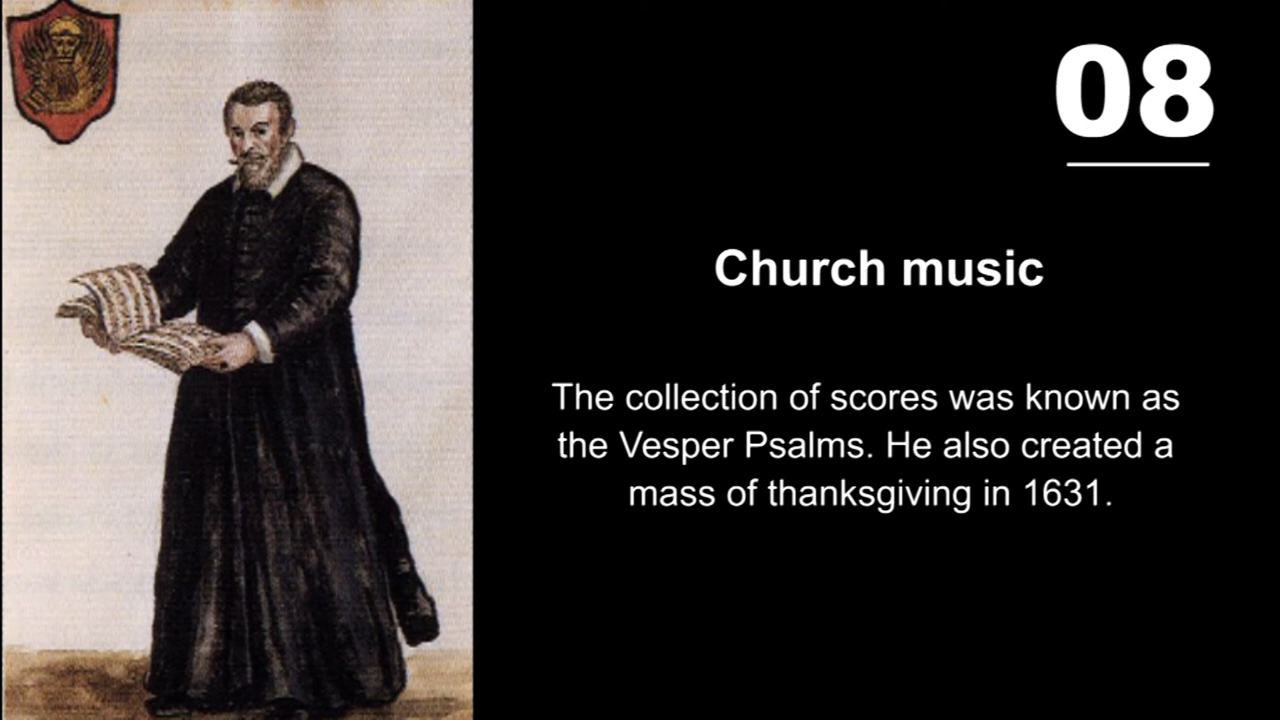 08
Church music
The collection of scores was known as
the Vesper Psalms. He also created a
mass of thanksgiving in 1631.